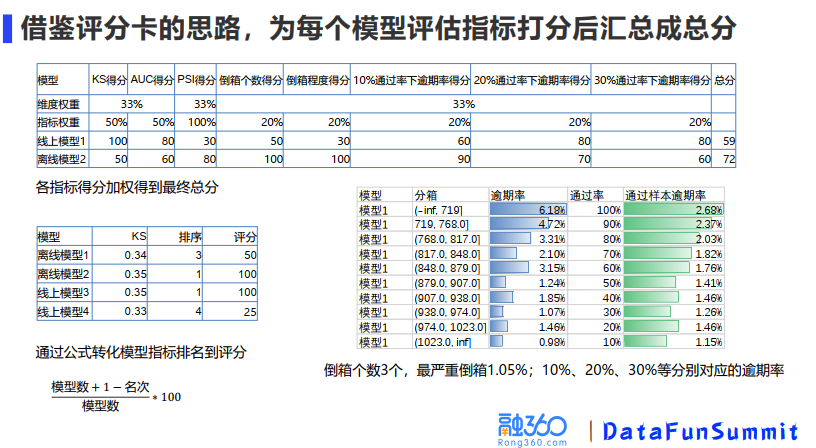 借鉴评分卡的思路，为每个模型评估指标打分后汇总成总分
模型 KS得分 AUC得分 PSI得分 倒箱个数得分 倒箱程度得分 10%通过率下逾期率得分 20%通过率下逾期率得分 30%通过率下逾期率得分 总分
维度权重 33% 33% 33%
指标权重 50% 50% 100% 20% 20% 20% 20% 20%
线上模型1 100 80 30 50 30 60 80 80 59
离线模型2 50 60 80 100 100 90 70 60 72
各指标得分加权得到最终总分
模型 KS 排序 评分
离线模型1 0.34 3 50
离线模型2 0.35 1 100
线上模型3 0.35 1 100
线上模型4 0.33 4 25
通过公式转化模型指标排名到评分
模型数 + 1 − 名次
模型数
* 100
模型 分箱 逾期率 通过率 通过样本逾期率
模型1 (-inf, 719] 6.18% 100% 2.68%
模型1 719, 768.0] 4.72% 90% 2.37%
模型1 (768.0, 817.0] 3.31% 80% 2.03%
模型1 (817.0, 848.0] 2.10% 70% 1.82%
模型1 (848.0, 879.0] 3.15% 60% 1.76%
模型1 (879.0, 907.0] 1.24% 50% 1.41%
模型1 (907.0, 938.0] 1.85% 40% 1.46%
模型1 (938.0, 974.0] 1.07% 30% 1.26%
模型1 (974.0, 1023.0] 1.46% 20% 1.46%
模型1 (1023.0, inf] 0.98% 10% 1.15%
倒箱个数3个，最严重倒箱1.05%；10%、20%、30%等分别对应的逾期率
融360
Rong360.com
DataFunSummit